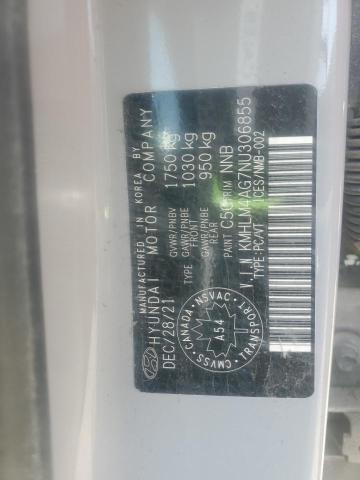 MANUFACTURED IN KOREA BY
HYUNDAI MOTOR COMPANY
DEC/28/21
GVWR/PNBV 1750 kg
GAWR/PNBE FRONT 1030 kg
GAWR/PNBE REAR 950 kg
PAINT C5G TRIM NNB
V.I.N KMHLM4AG7NU306855
TYPE:PC/VT 1CES/NMB-002
CANADA NSVAC
A54
CMVSS TRANSPORT